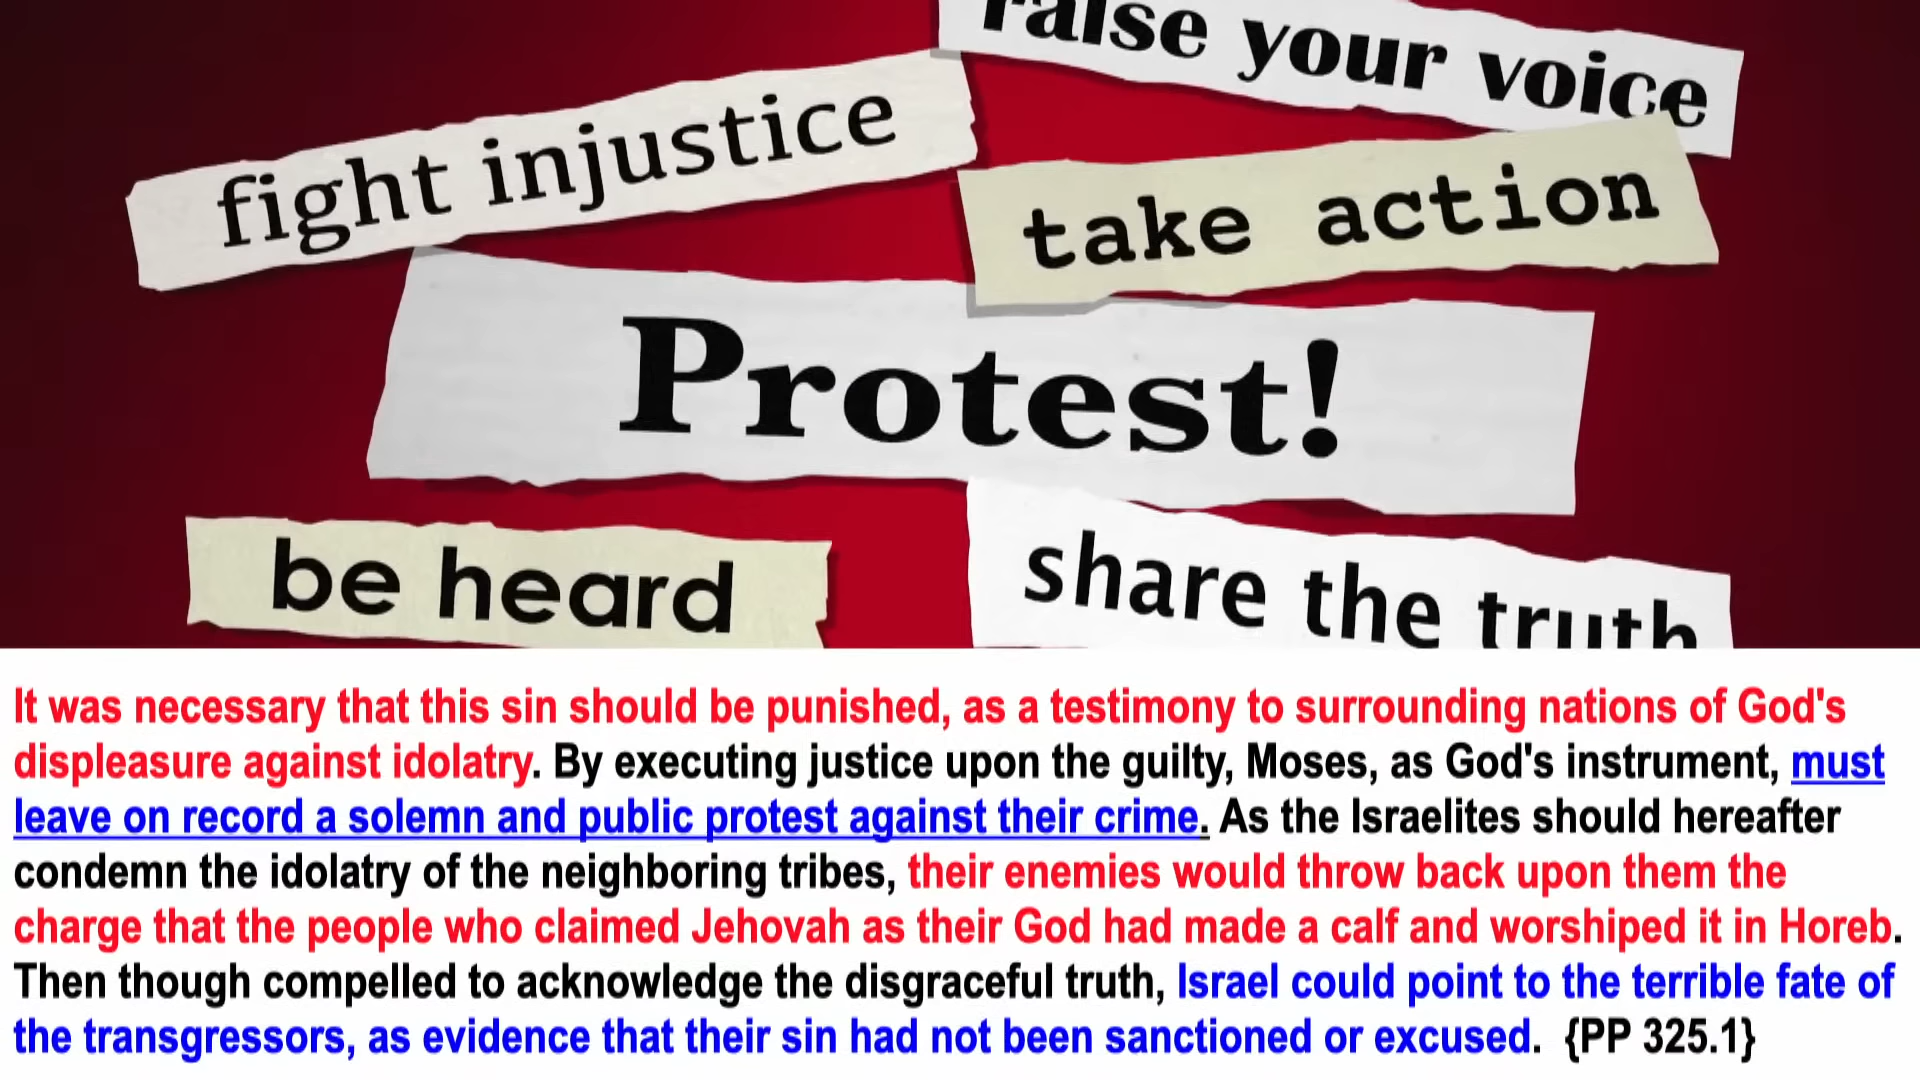 raise your voice
fight injustice
take action
Protest!
be heard
share the truth
It was necessary that this sin should be punished, as a testimony to surrounding nations of God's
displeasure against idolatry. By executing justice upon the guilty, Moses, as God's instrument, must
leave on record a solemn and public protest against their crime. As the Israelites should hereafter
condemn the idolatry of the neighboring tribes, their enemies would throw back upon them the
charge that the people who claimed Jehovah as their God had made a calf and worshiped it in Horeb.
Then though compelled to acknowledge the disgraceful truth, Israel could point to the terrible fate of
the transgressors, as evidence that their sin had not been sanctioned or excused. {PP 325.1}